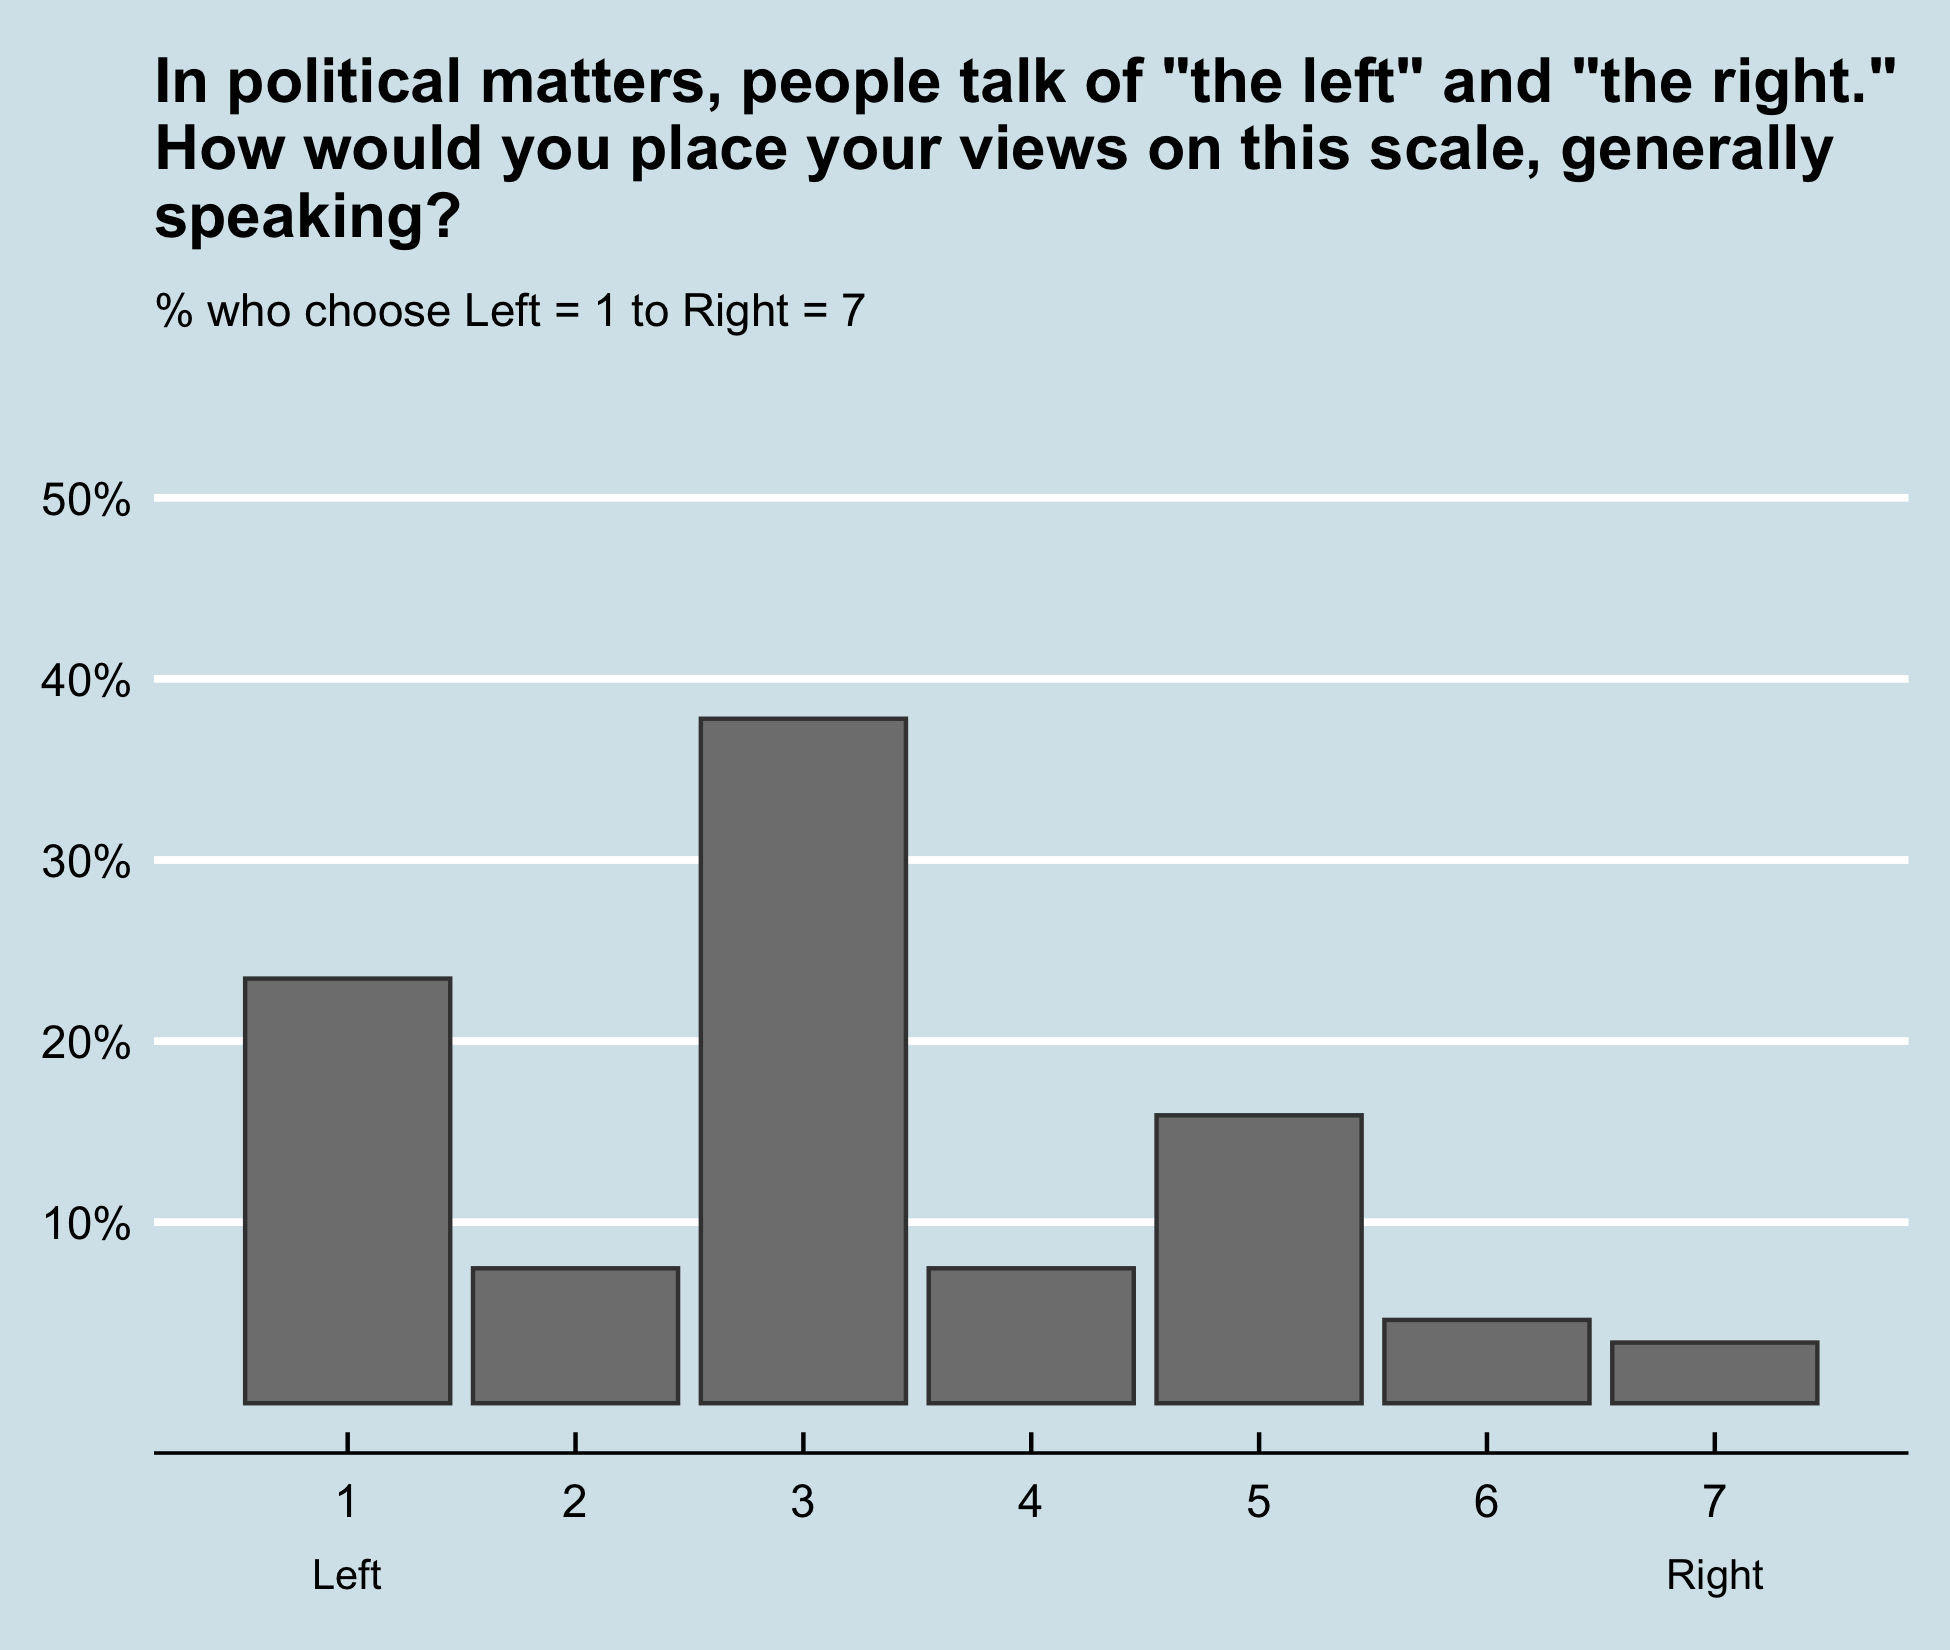 In political matters, people talk of "the left" and "the right."
How would you place your views on this scale, generally
speaking?
% who choose Left = 1 to Right = 7
50%
40%
30%
20%
10%
1 2 3 4 5 6 7
Left Right